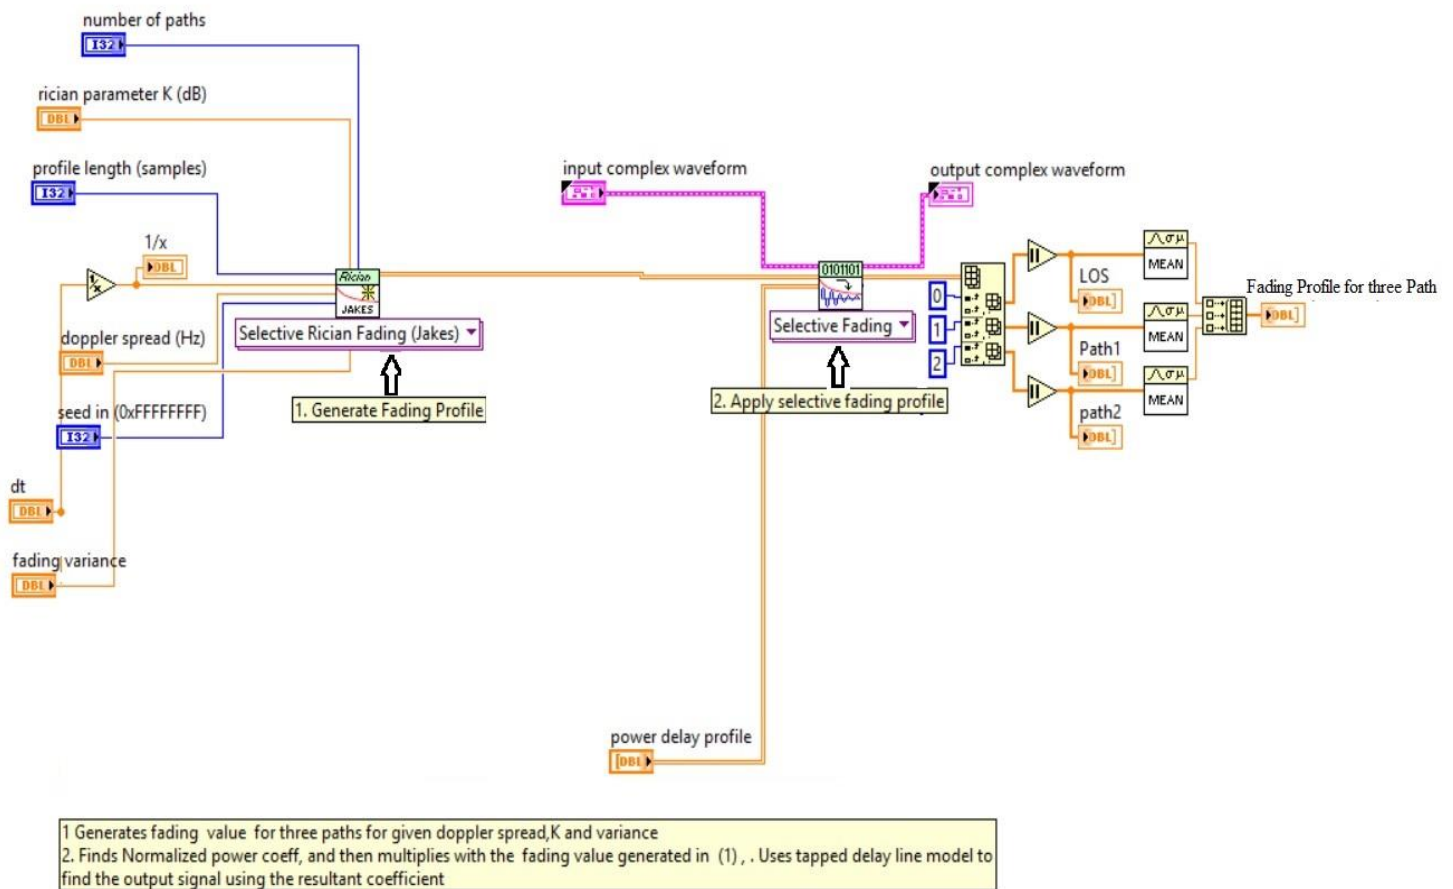 number of paths
I32
rician parameter K (dB)
DBL
profile length (samples)
I32
1/x
DBL
1/x
doppler spread (Hz)
DBL
seed in (0xFFFFFFFF)
I32
dt
DBL
fading variance
DBL
Rician
JAKES
Selective Rician Fading (Jakes)
1. Generate Fading Profile
input complex waveform
output complex waveform
0101101
Selective Fading
2. Apply selective fading profile
power delay profile
[DBL
0
1
2
LOS
DBL]
Path1
DBL]
path2
DBL]
σμ
MEAN
σμ
MEAN
σμ
MEAN
Fading Profile for three Path
DBL]
1 Generates fading value for three paths for given doppler spread,K and variance
2. Finds Normalized power coeff, and then multiplies with the fading value generated in (1) , . Uses tapped delay line model to
find the output signal using the resultant coefficient